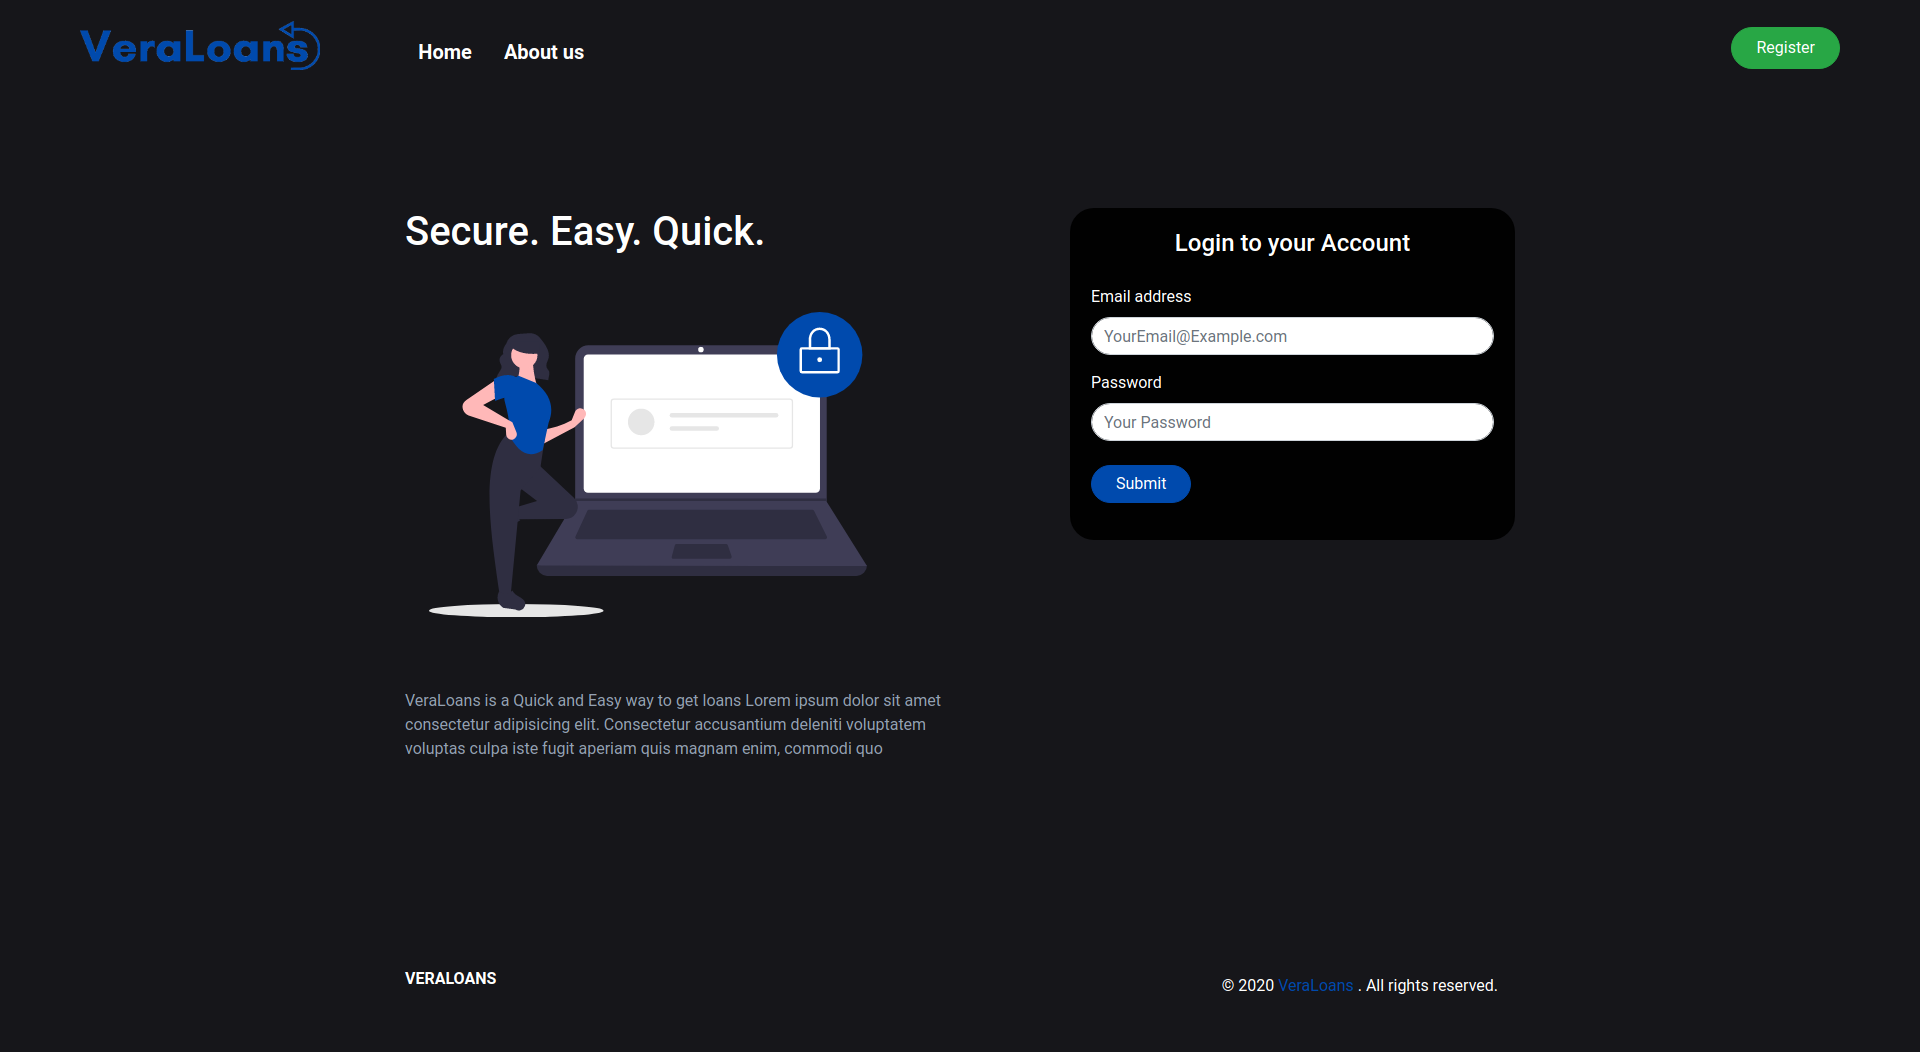 VeraLoans
Home
About us
Register
Secure. Easy. Quick.
Login to your Account
Email address
YourEmail@Example.com
Password
Your Password
Submit
VeraLoans is a Quick and Easy way to get loans Lorem ipsum dolor sit amet
consectetur adipisicing elit. Consectetur accusantium deleniti voluptatem
voluptas culpa iste fugit aperiam quis magnam enim, commodi quo
VERALOANS
© 2020 VeraLoans . All rights reserved.